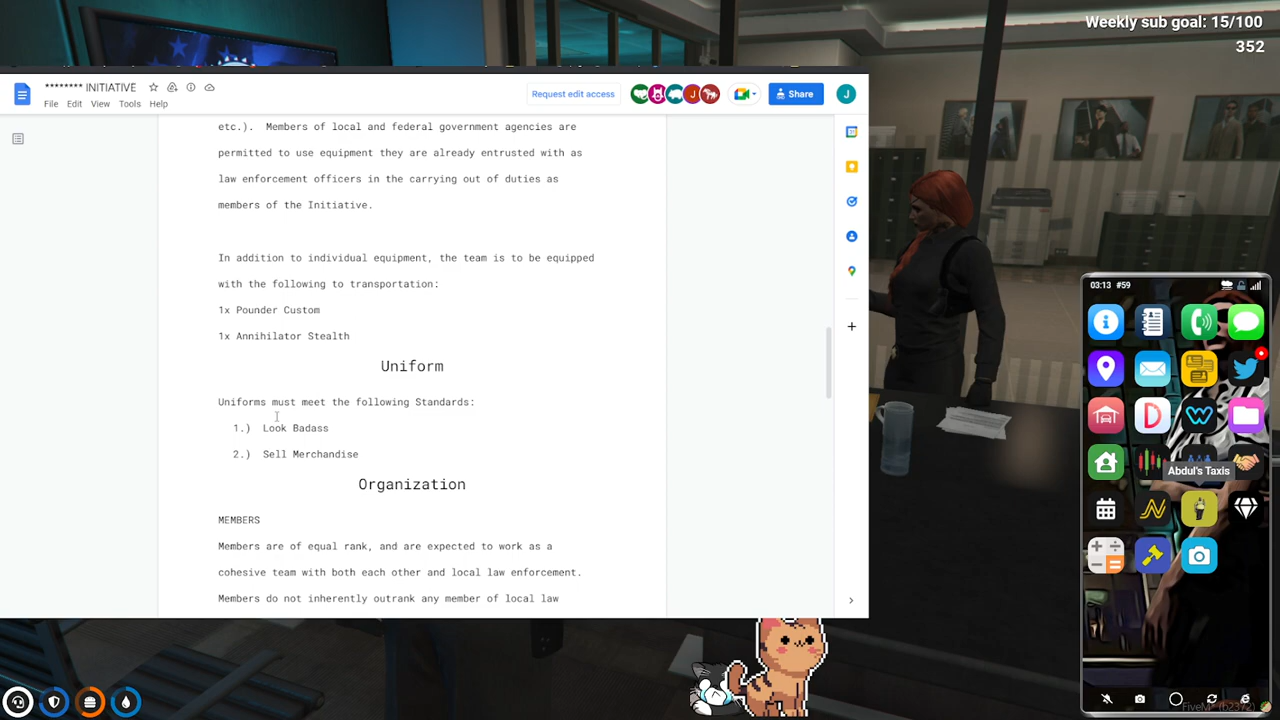 Weekly sub goal: 15/100
352
******** INITIATIVE
File Edit View Tools Help
Request edit access
J
Share
J
etc.). Members of local and federal government agencies are
permitted to use equipment they are already entrusted with as
law enforcement officers in the carrying out of duties as
members of the Initiative.
In addition to individual equipment, the team is to be equipped
with the following to transportation:
1x Pounder Custom
1x Annihilator Stealth
Uniform
Uniforms must meet the following Standards:
1.) Look Badass
2.) Sell Merchandise
Organization
MEMBERS
Members are of equal rank, and are expected to work as a
cohesive team with both each other and local law enforcement.
Members do not inherently outrank any member of local law
03:13 #59
Abdul's Taxis
FiveM* (b2372)